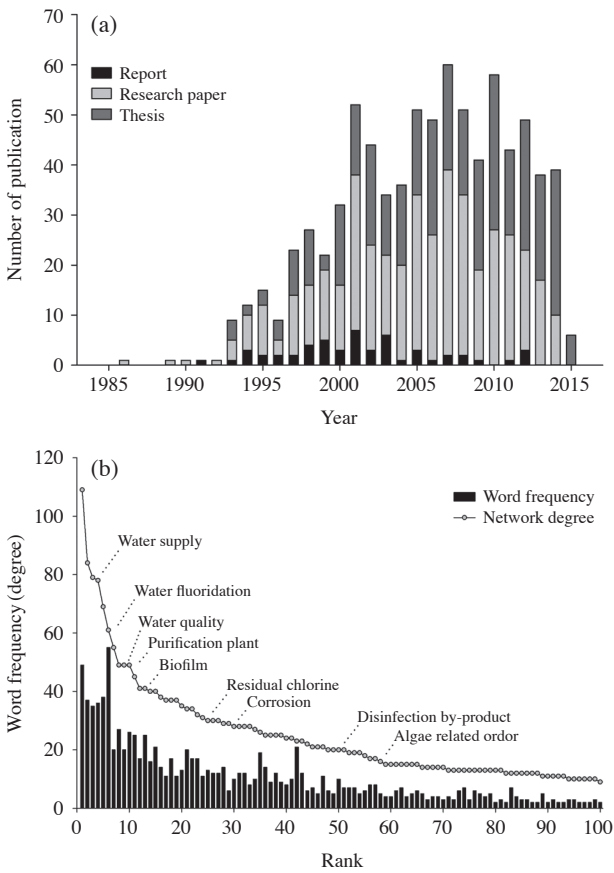 70
(a)
60
Report
Research paper
50
Thesis
40
Number of publication
30
20
10
0
1985 1990 1995 2000 2005 2010 2015
Year
120
(b)
Word frequency
100
Network degree
Water supply
80
Water fluoridation
Word frequency (degree)
Water quality
60
Purification plant
Biofilm
40
Residual chlorine
Corrosion
Disinfection by-product
Algae related ordor
20
0
0 10 20 30 40 50 60 70 80 90 100
Rank